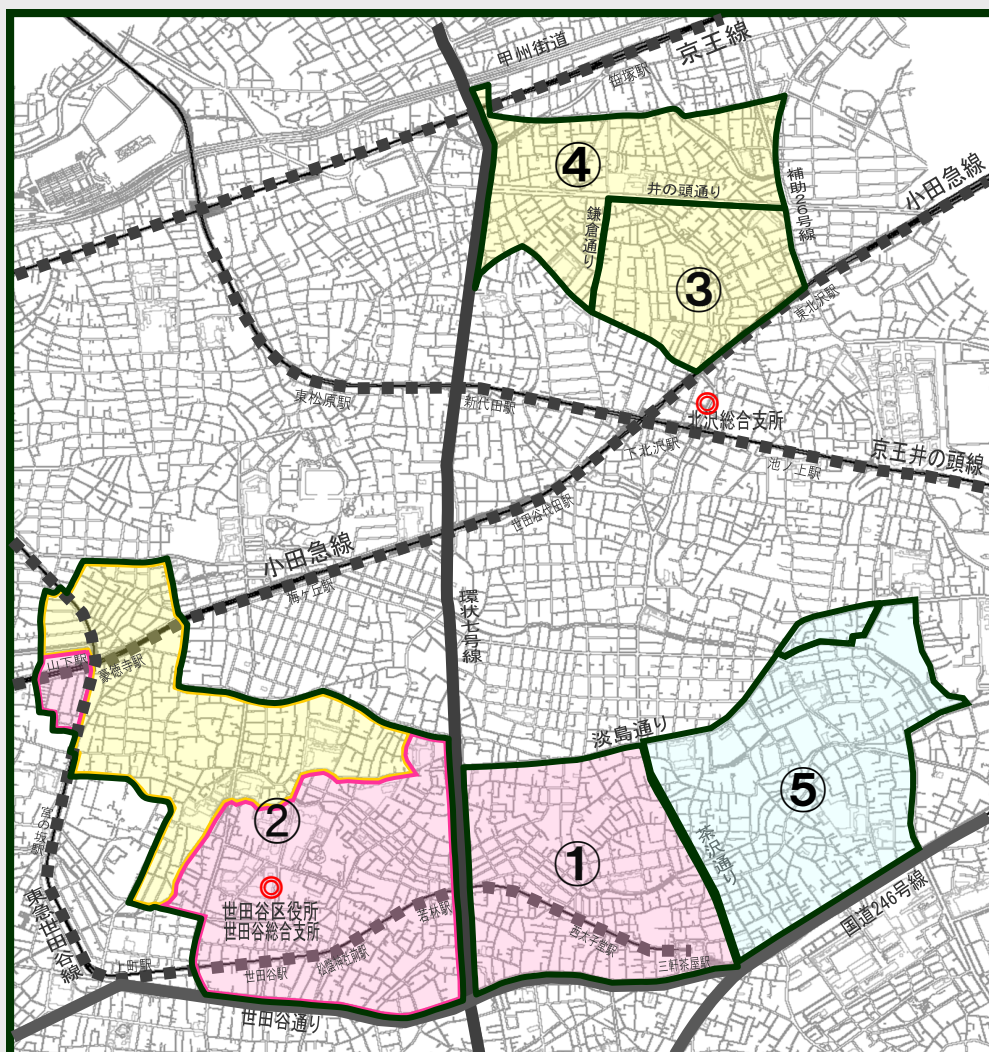 甲州街道
京王線
笹塚駅
④
井の頭通り
補助26号線
小田急線
鎌倉通り
③
東北沢駅
東松原駅
新代田駅
北沢総合支所
下北沢駅
池ノ上駅
京王井の頭線
世田谷代田駅
小田急線
梅ケ丘駅
環状七号線
山下駅
豪徳寺駅
淡島通り
②
⑤
宮の坂駅
①
茶沢通り
世田谷区役所
世田谷総合支所
若林駅
国道246号線
東急世田谷線
西太子堂駅
松陰神社前駅
三軒茶屋駅
町駅
世田谷駅
世田谷通り